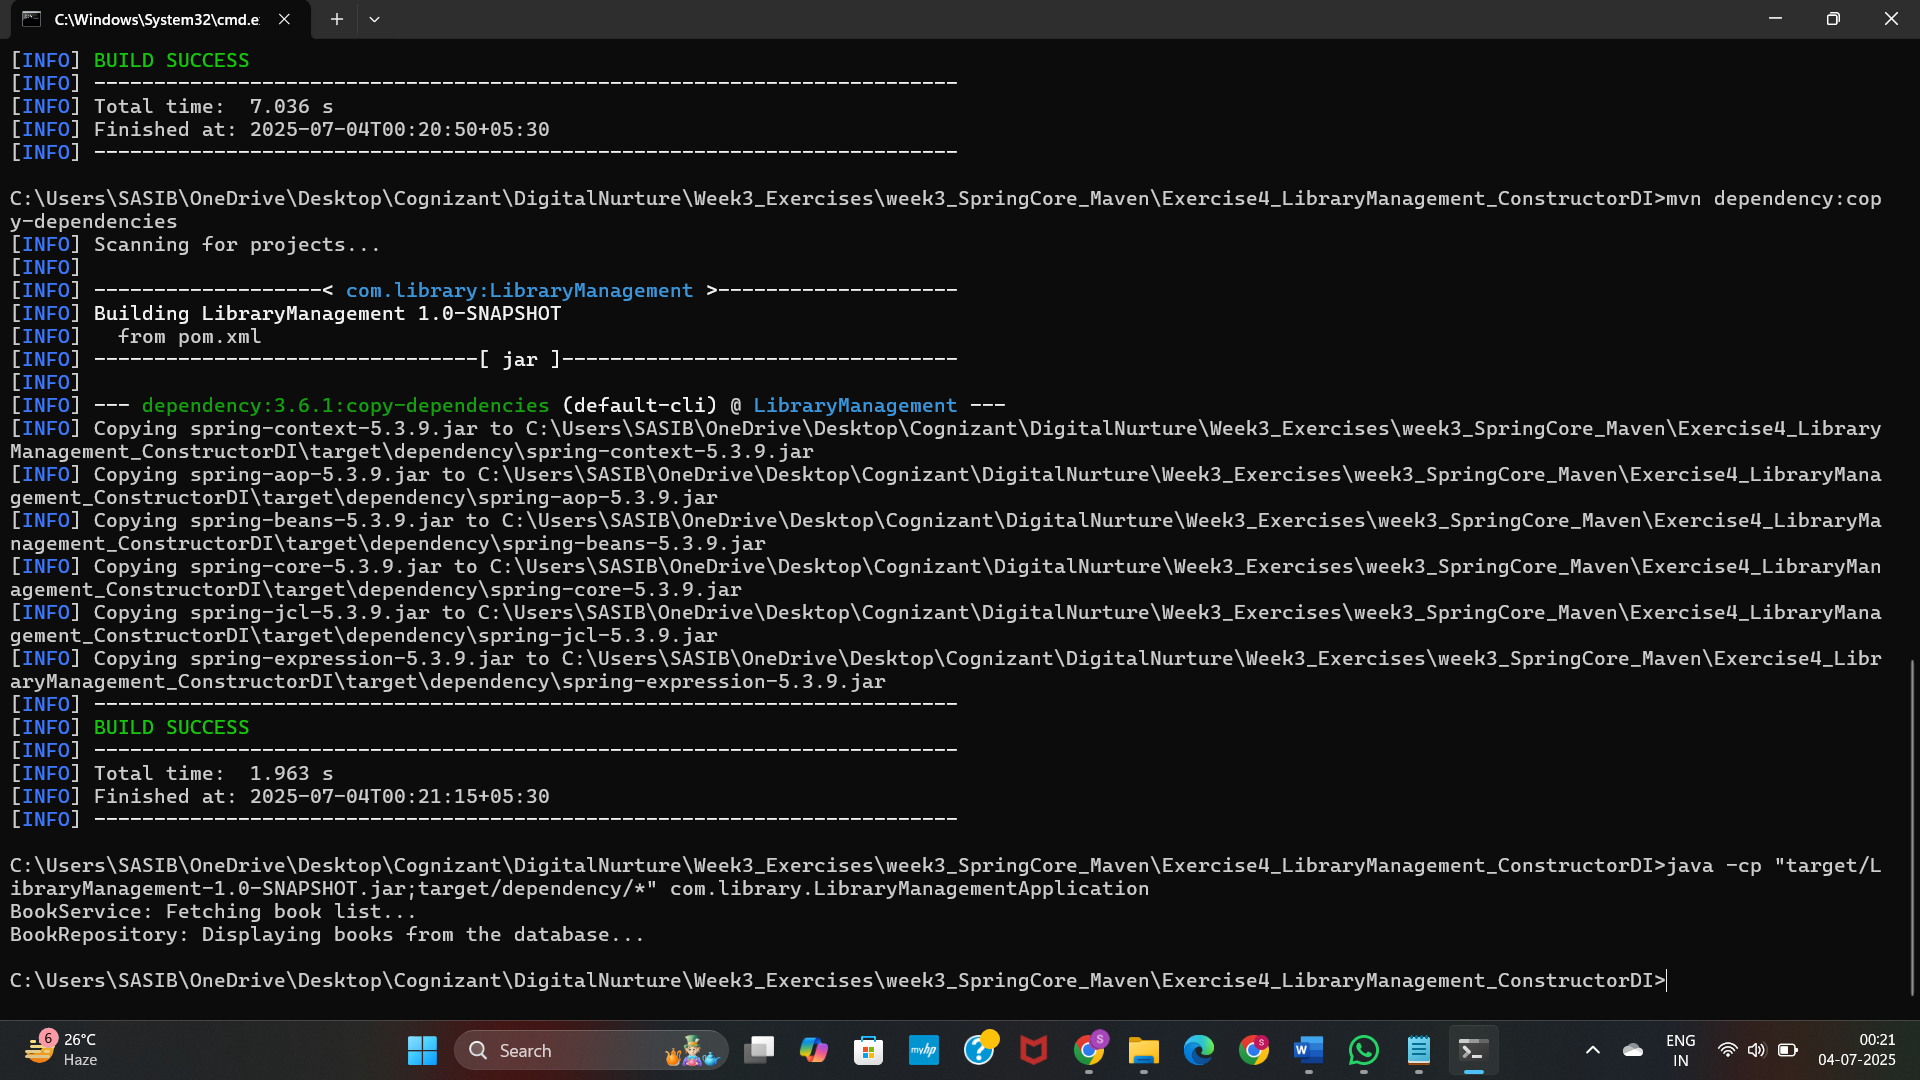 C:\Windows\System32\cmd.e
[INFO] BUILD SUCCESS
[INFO] ------------------------------------------------------------------------
[INFO] Total time:  7.036 s
[INFO] Finished at: 2025-07-04T00:20:50+05:30
[INFO] ------------------------------------------------------------------------
C:\Users\SASIB\OneDrive\Desktop\Cognizant\DigitalNurture\Week3_Exercises\week3_SpringCore_Maven\Exercise4_LibraryManagement_ConstructorDI>mvn dependency:cop
y-dependencies
[INFO] Scanning for projects...
[INFO]
[INFO] -------------------< com.library:LibraryManagement >--------------------
[INFO] Building LibraryManagement 1.0-SNAPSHOT
[INFO]   from pom.xml
[INFO] --------------------------------[ jar ]---------------------------------
[INFO]
[INFO] --- dependency:3.6.1:copy-dependencies (default-cli) @ LibraryManagement ---
[INFO] Copying spring-context-5.3.9.jar to C:\Users\SASIB\OneDrive\Desktop\Cognizant\DigitalNurture\Week3_Exercises\week3_SpringCore_Maven\Exercise4_Library
Management_ConstructorDI\target\dependency\spring-context-5.3.9.jar
[INFO] Copying spring-aop-5.3.9.jar to C:\Users\SASIB\OneDrive\Desktop\Cognizant\DigitalNurture\Week3_Exercises\week3_SpringCore_Maven\Exercise4_LibraryMana
gement_ConstructorDI\target\dependency\spring-aop-5.3.9.jar
[INFO] Copying spring-beans-5.3.9.jar to C:\Users\SASIB\OneDrive\Desktop\Cognizant\DigitalNurture\Week3_Exercises\week3_SpringCore_Maven\Exercise4_LibraryMa
nagement_ConstructorDI\target\dependency\spring-beans-5.3.9.jar
[INFO] Copying spring-core-5.3.9.jar to C:\Users\SASIB\OneDrive\Desktop\Cognizant\DigitalNurture\Week3_Exercises\week3_SpringCore_Maven\Exercise4_LibraryMan
agement_ConstructorDI\target\dependency\spring-core-5.3.9.jar
[INFO] Copying spring-jcl-5.3.9.jar to C:\Users\SASIB\OneDrive\Desktop\Cognizant\DigitalNurture\Week3_Exercises\week3_SpringCore_Maven\Exercise4_LibraryMana
gement_ConstructorDI\target\dependency\spring-jcl-5.3.9.jar
[INFO] Copying spring-expression-5.3.9.jar to C:\Users\SASIB\OneDrive\Desktop\Cognizant\DigitalNurture\Week3_Exercises\week3_SpringCore_Maven\Exercise4_Libr
aryManagement_ConstructorDI\target\dependency\spring-expression-5.3.9.jar
[INFO] ------------------------------------------------------------------------
[INFO] BUILD SUCCESS
[INFO] ------------------------------------------------------------------------
[INFO] Total time:  1.963 s
[INFO] Finished at: 2025-07-04T00:21:15+05:30
[INFO] ------------------------------------------------------------------------
C:\Users\SASIB\OneDrive\Desktop\Cognizant\DigitalNurture\Week3_Exercises\week3_SpringCore_Maven\Exercise4_LibraryManagement_ConstructorDI>java -cp "target/L
ibraryManagement-1.0-SNAPSHOT.jar;target/dependency/*" com.library.LibraryManagementApplication
BookService: Fetching book list...
BookRepository: Displaying books from the database...
C:\Users\SASIB\OneDrive\Desktop\Cognizant\DigitalNurture\Week3_Exercises\week3_SpringCore_Maven\Exercise4_LibraryManagement_ConstructorDI>
6
26°C
Haze
Search
myhp
S
S
W
ENG
IN
00:21
04-07-2025